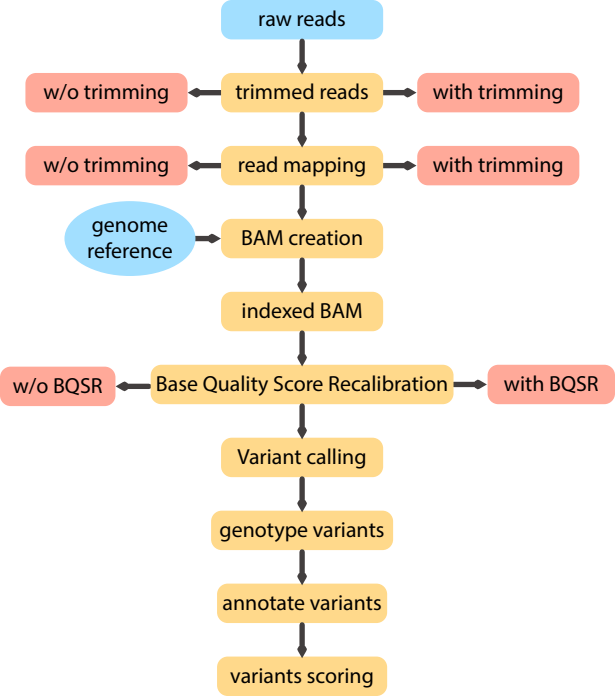 raw reads
w/o trimming
trimmed reads
with trimming
w/o trimming
read mapping
with trimming
genome
reference
BAM creation
indexed BAM
w/o BQSR
Base Quality Score Recalibration
with BQSR
Variant calling
genotype variants
annotate variants
variants scoring